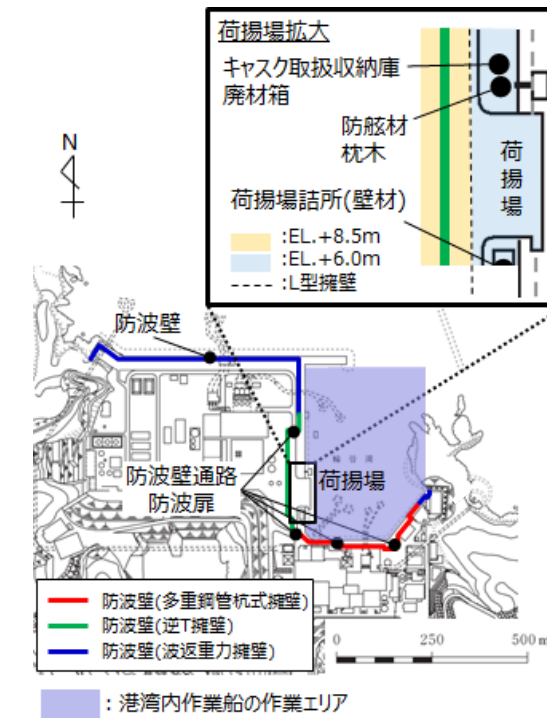 荷揚場拡大
キャスク取扱収納庫
廃材箱
防舷材
枕木
荷揚場
荷揚場詰所(壁材)
:EL.+8.5m
:EL.+6.0m
:L型擁壁
N
防波壁
防波壁通路
防波扉
荷揚場
輪谷湾
防波壁(多重鋼管杭式擁壁)
防波壁(逆T擁壁)
防波壁(波返重力擁壁)
0 250 500 m
:港湾内作業船の作業エリア